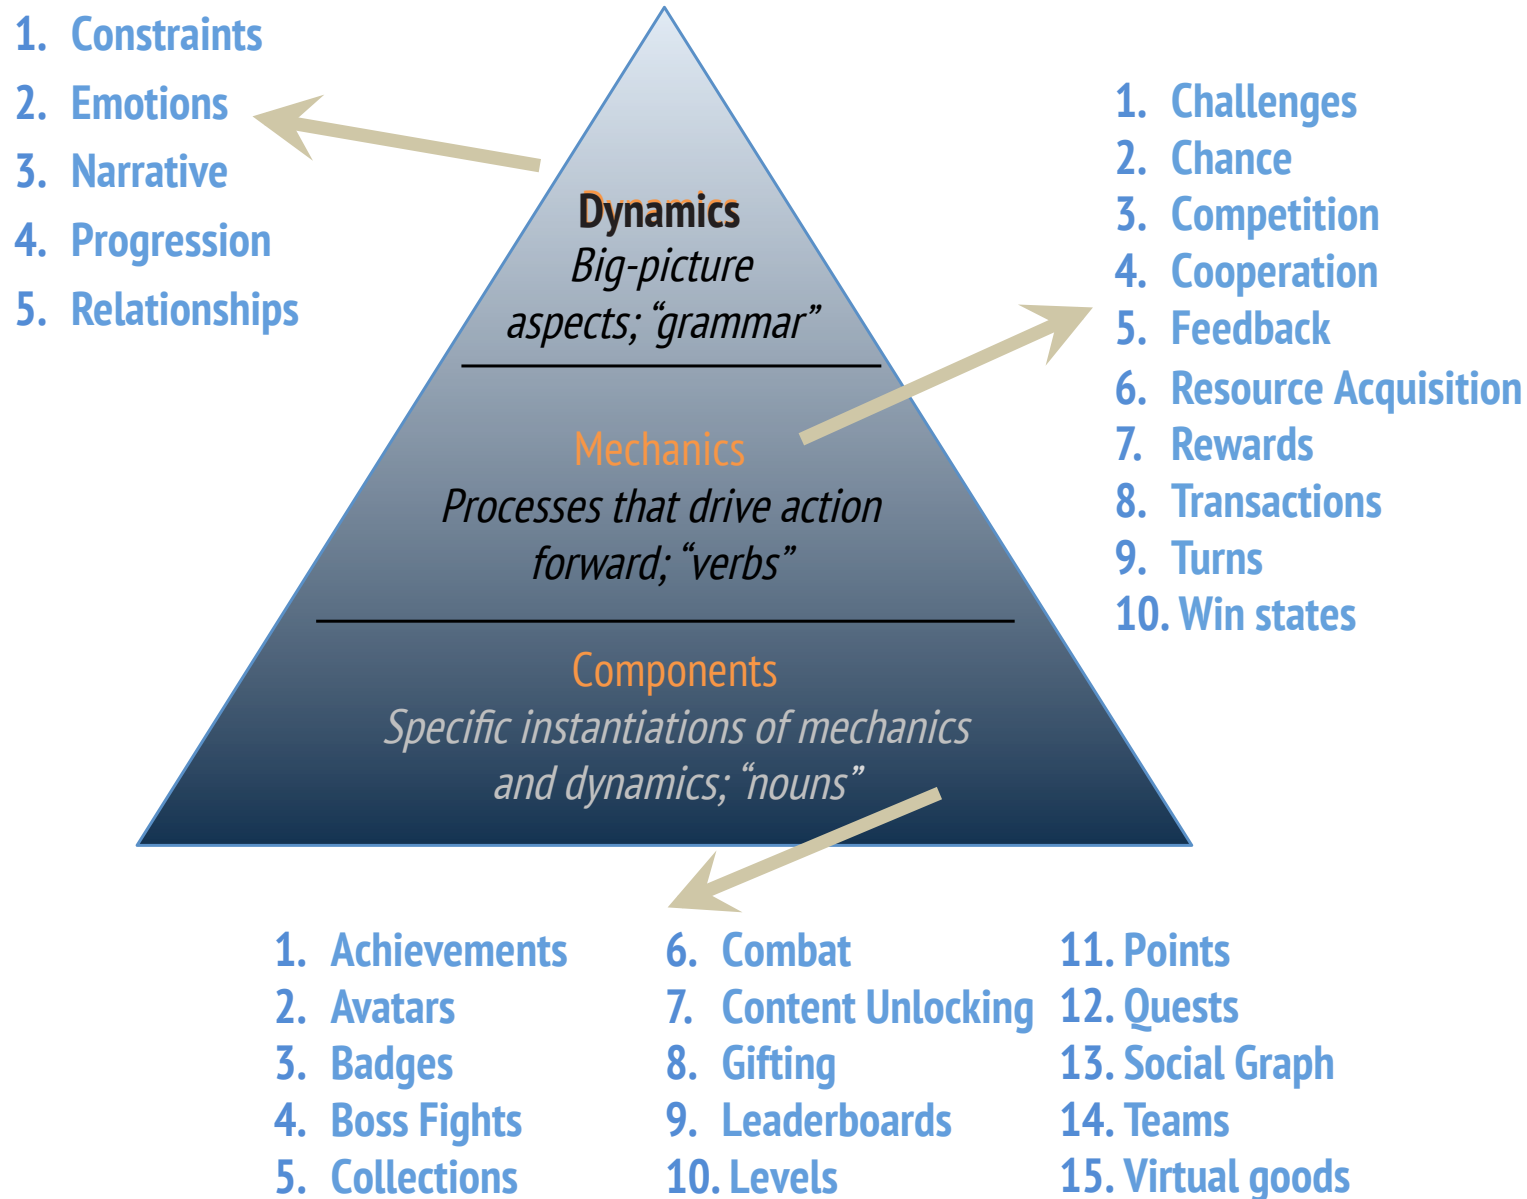 1. Constraints
2. Emotions
3. Narrative
4. Progression
5. Relationships
Dynamics
Big-picture
aspects; “grammar”
Mechanics
Processes that drive action
forward; “verbs”
Components
Specific instantiations of mechanics
and dynamics; “nouns”
1. Challenges
2. Chance
3. Competition
4. Cooperation
5. Feedback
6. Resource Acquisition
7. Rewards
8. Transactions
9. Turns
10. Win states
1. Achievements
2. Avatars
3. Badges
4. Boss Fights
5. Collections
6. Combat
7. Content Unlocking
8. Gifting
9. Leaderboards
10. Levels
11. Points
12. Quests
13. Social Graph
14. Teams
15. Virtual goods